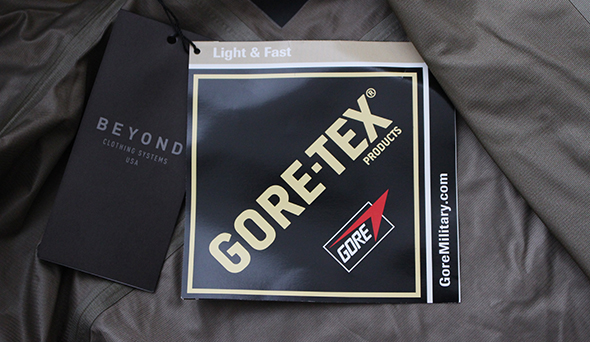 BEYOND
CLOTHING SYSTEMS
USA
Light & Fast
GORE-TEX®
PRODUCTS
GORE
GoreMilitary.com